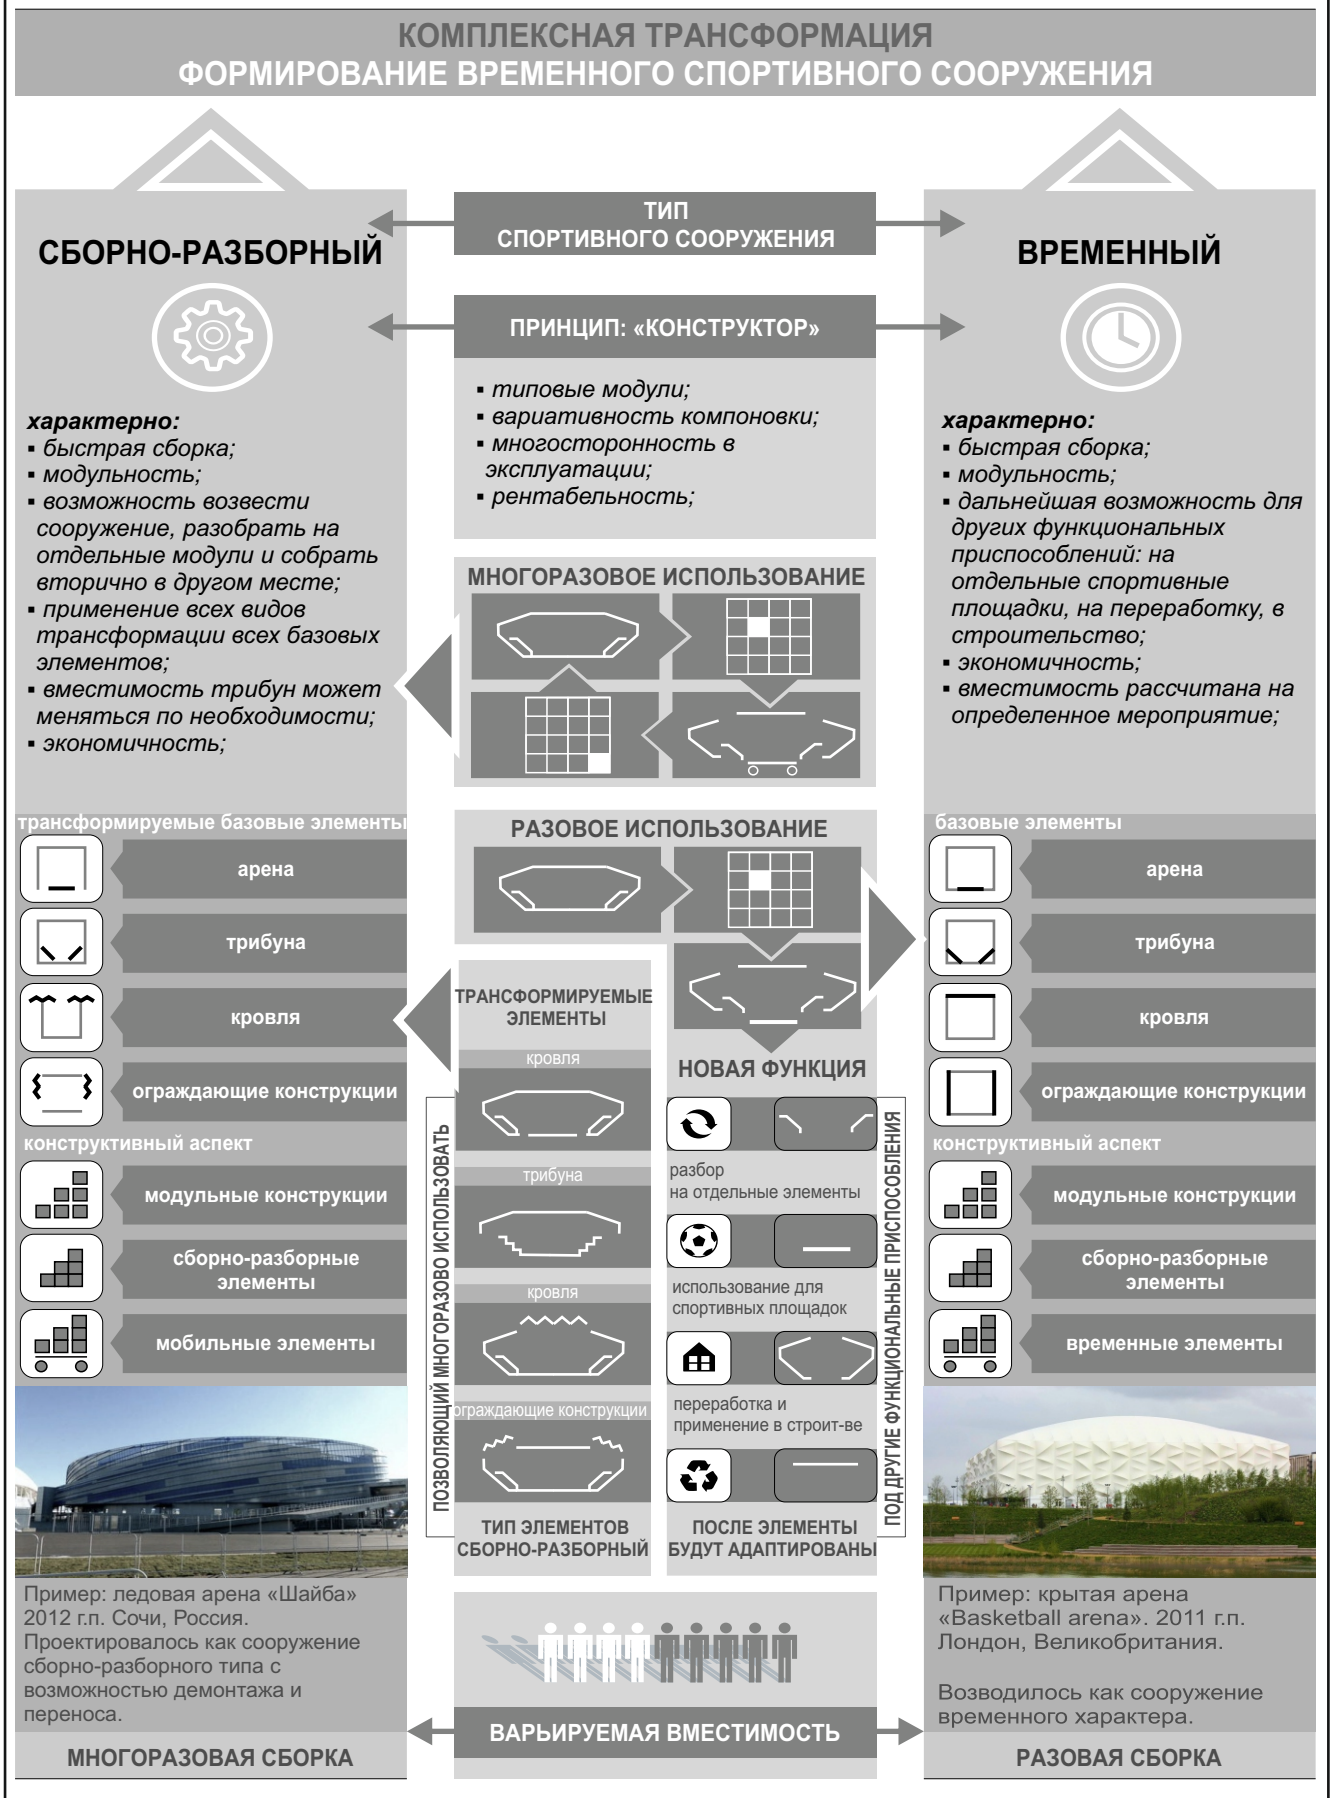 КОМПЛЕКСНАЯ ТРАНСФОРМАЦИЯ
ФОРМИРОВАНИЕ ВРЕМЕННОГО СПОРТИВНОГО СООРУЖЕНИЯ
СБОРНО-РАЗБОРНЫЙ
характерно:
▪ быстрая сборка;
▪ модульность;
▪ возможность возвести
сооружение, разобрать на
отдельные модули и собрать
вторично в другом месте;
▪ применение всех видов
трансформации всех базовых
элементов;
▪ вместимость трибун может
меняться по необходимости;
▪ экономичность;
трансформируемые базовые элементы
арена
трибуна
кровля
ограждающие конструкции
конструктивный аспект
модульные конструкции
сборно-разборные
элементы
мобильные элементы
Пример: ледовая арена «Шайба»
2012 г.п. Сочи, Россия.
Проектировалось как сооружение
сборно-разборного типа с
возможностью демонтажа и
переноса.
МНОГОРАЗОВАЯ СБОРКА
ТИП
СПОРТИВНОГО СООРУЖЕНИЯ
ПРИНЦИП: «КОНСТРУКТОР»
▪ типовые модули;
▪ вариативность компоновки;
▪ многосторонность в
эксплуатации;
▪ рентабельность;
МНОГОРАЗОВОЕ ИСПОЛЬЗОВАНИЕ
РАЗОВОЕ ИСПОЛЬЗОВАНИЕ
ТРАНСФОРМИРУЕМЫЕ
ЭЛЕМЕНТЫ
кровля
трибуна
кровля
ограждающие конструкции
ПОЗВОЛЯЮЩИЙ МНОГОРАЗОВО ИСПОЛЬЗОВАТЬ
ТИП ЭЛЕМЕНТОВ
СБОРНО-РАЗБОРНЫЙ
НОВАЯ ФУНКЦИЯ
разбор
на отдельные элементы
использование для
спортивных площадок
переработка и
применение в строит-ве
ПОД ДРУГИЕ ФУНКЦИОНАЛЬНЫЕ ПРИСПОСОБЛЕНИЯ
ПОСЛЕ ЭЛЕМЕНТЫ
БУДУТ АДАПТИРОВАНЫ
ВАРЬИРУЕМАЯ ВМЕСТИМОСТЬ
ВРЕМЕННЫЙ
характерно:
▪ быстрая сборка;
▪ модульность;
▪ дальнейшая возможность для
других функциональных
приспособлений: на
отдельные спортивные
площадки, на переработку, в
строительство;
▪ экономичность;
▪ вместимость рассчитана на
определенное мероприятие;
базовые элементы
арена
трибуна
кровля
ограждающие конструкции
конструктивный аспект
модульные конструкции
сборно-разборные
элементы
временные элементы
Пример: крытая арена
«Basketball arena». 2011 г.п.
Лондон, Великобритания.
Возводилось как сооружение
временного характера.
РАЗОВАЯ СБОРКА